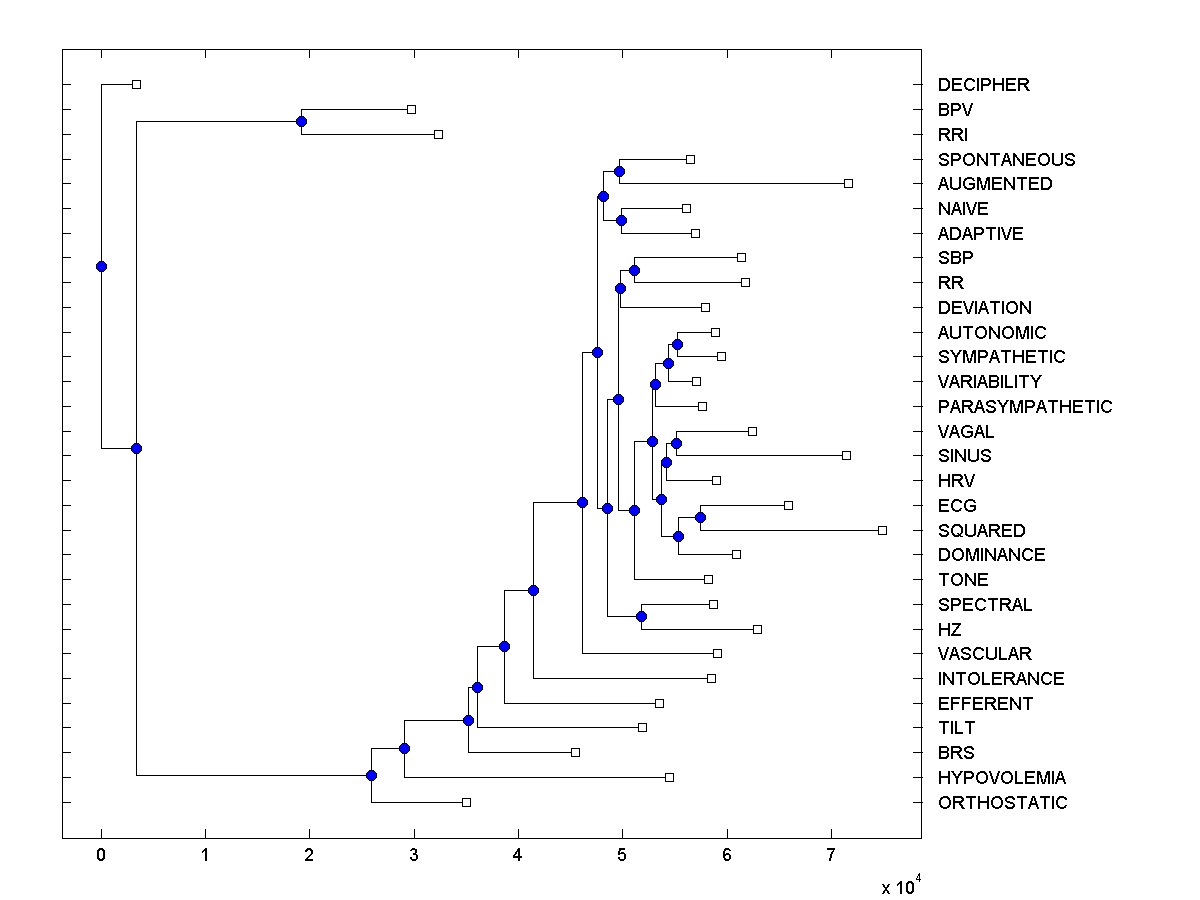 DECIPHER
BPV
RRI
SPONTANEOUS
AUGMENTED
NAIVE
ADAPTIVE
SBP
RR
DEVIATION
AUTONOMIC
SYMPATHETIC
VARIABILITY
PARASYMPATHETIC
VAGAL
SINUS
HRV
ECG
SQUARED
DOMINANCE
TONE
SPECTRAL
HZ
VASCULAR
INTOLERANCE
EFFERENT
TILT
BRS
HYPOVOLEMIA
ORTHOSTATIC
0 1 2 3 4 5 6 7
x 10^4